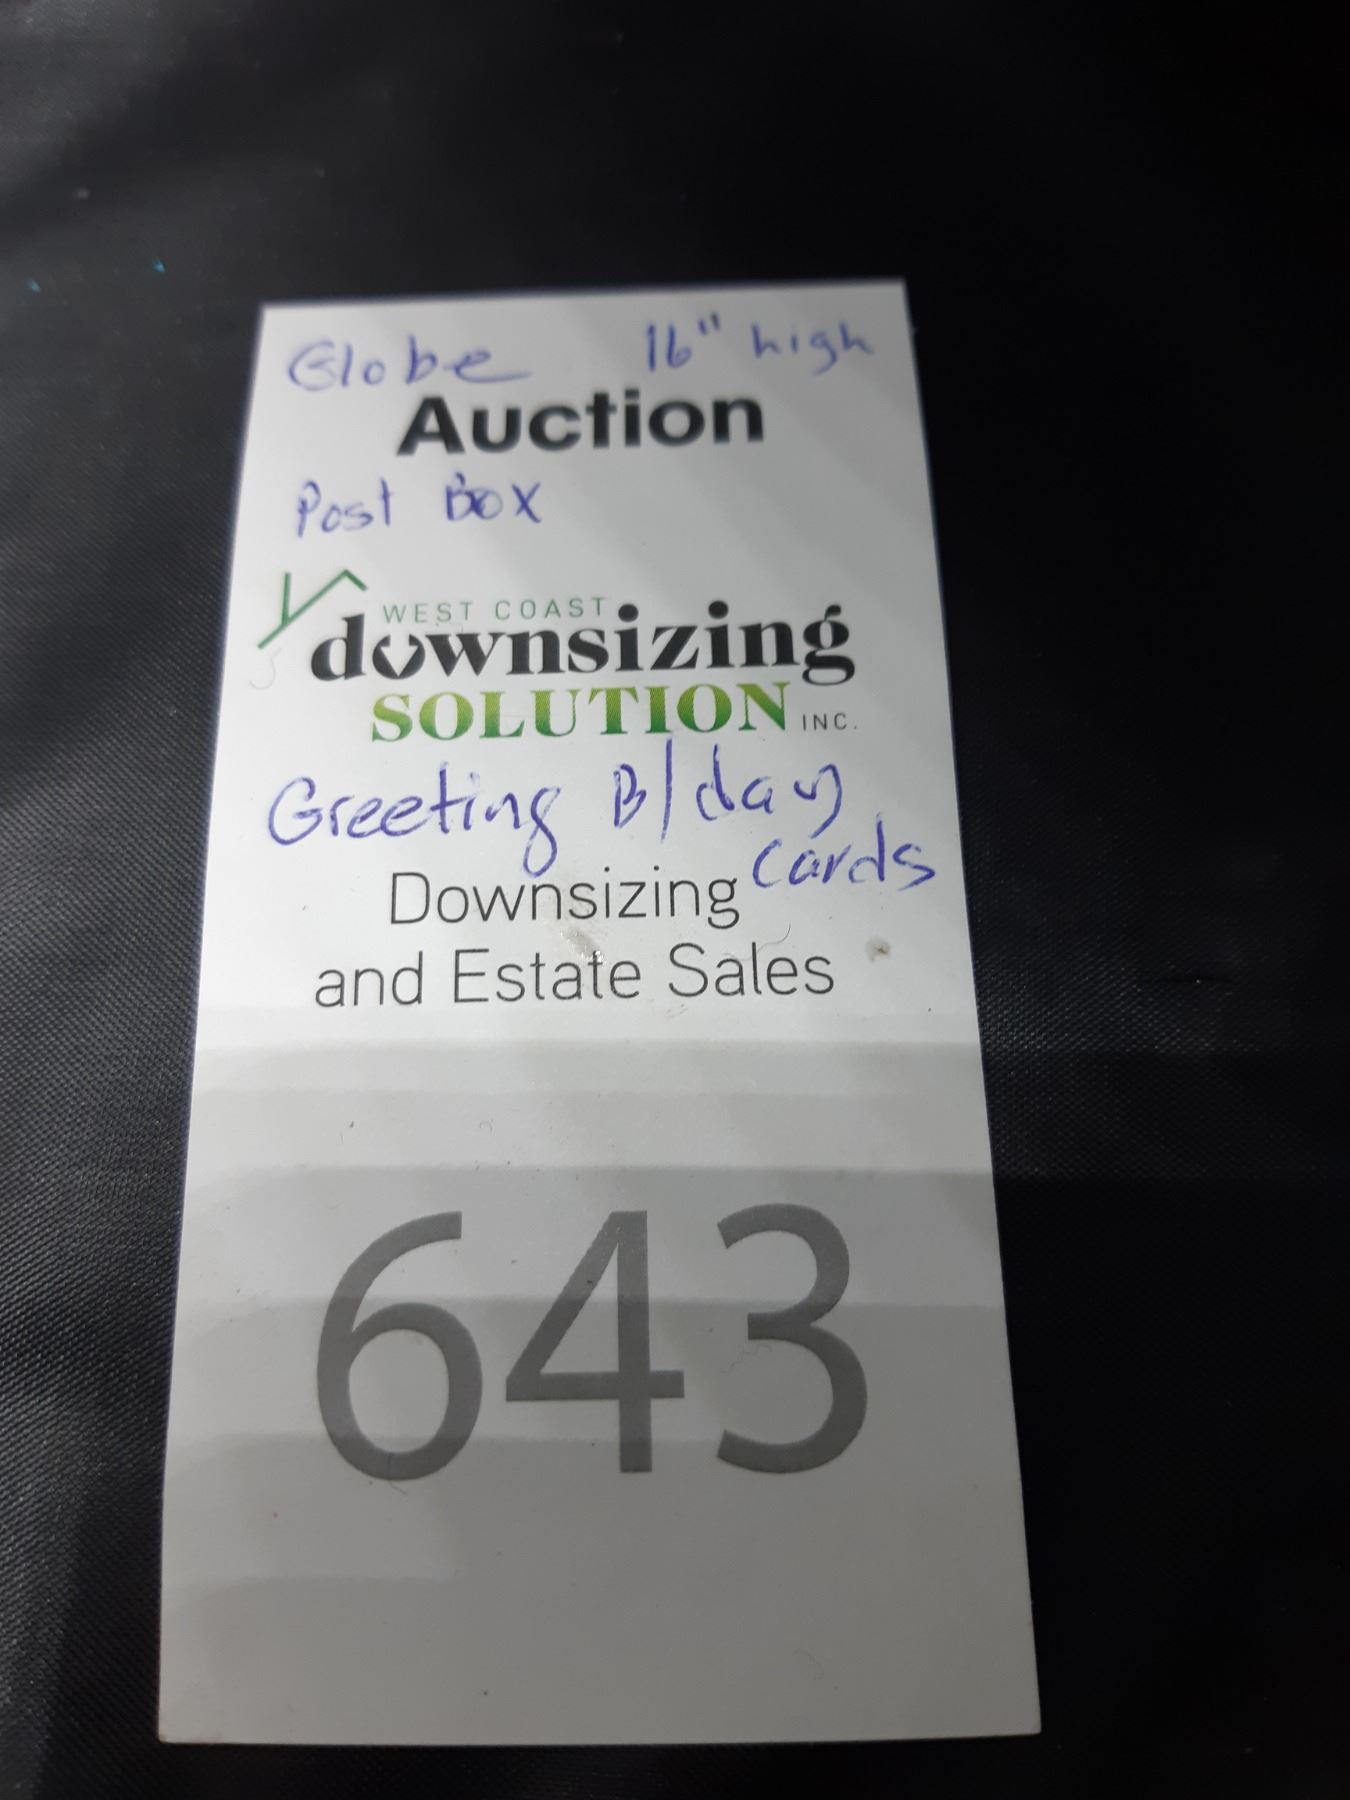 Globe 16" high
Auction
Post Box
WEST COAST
downsizing
SOLUTION INC.
Greeting B/day
cards
Downsizing
and Estate Sales
643